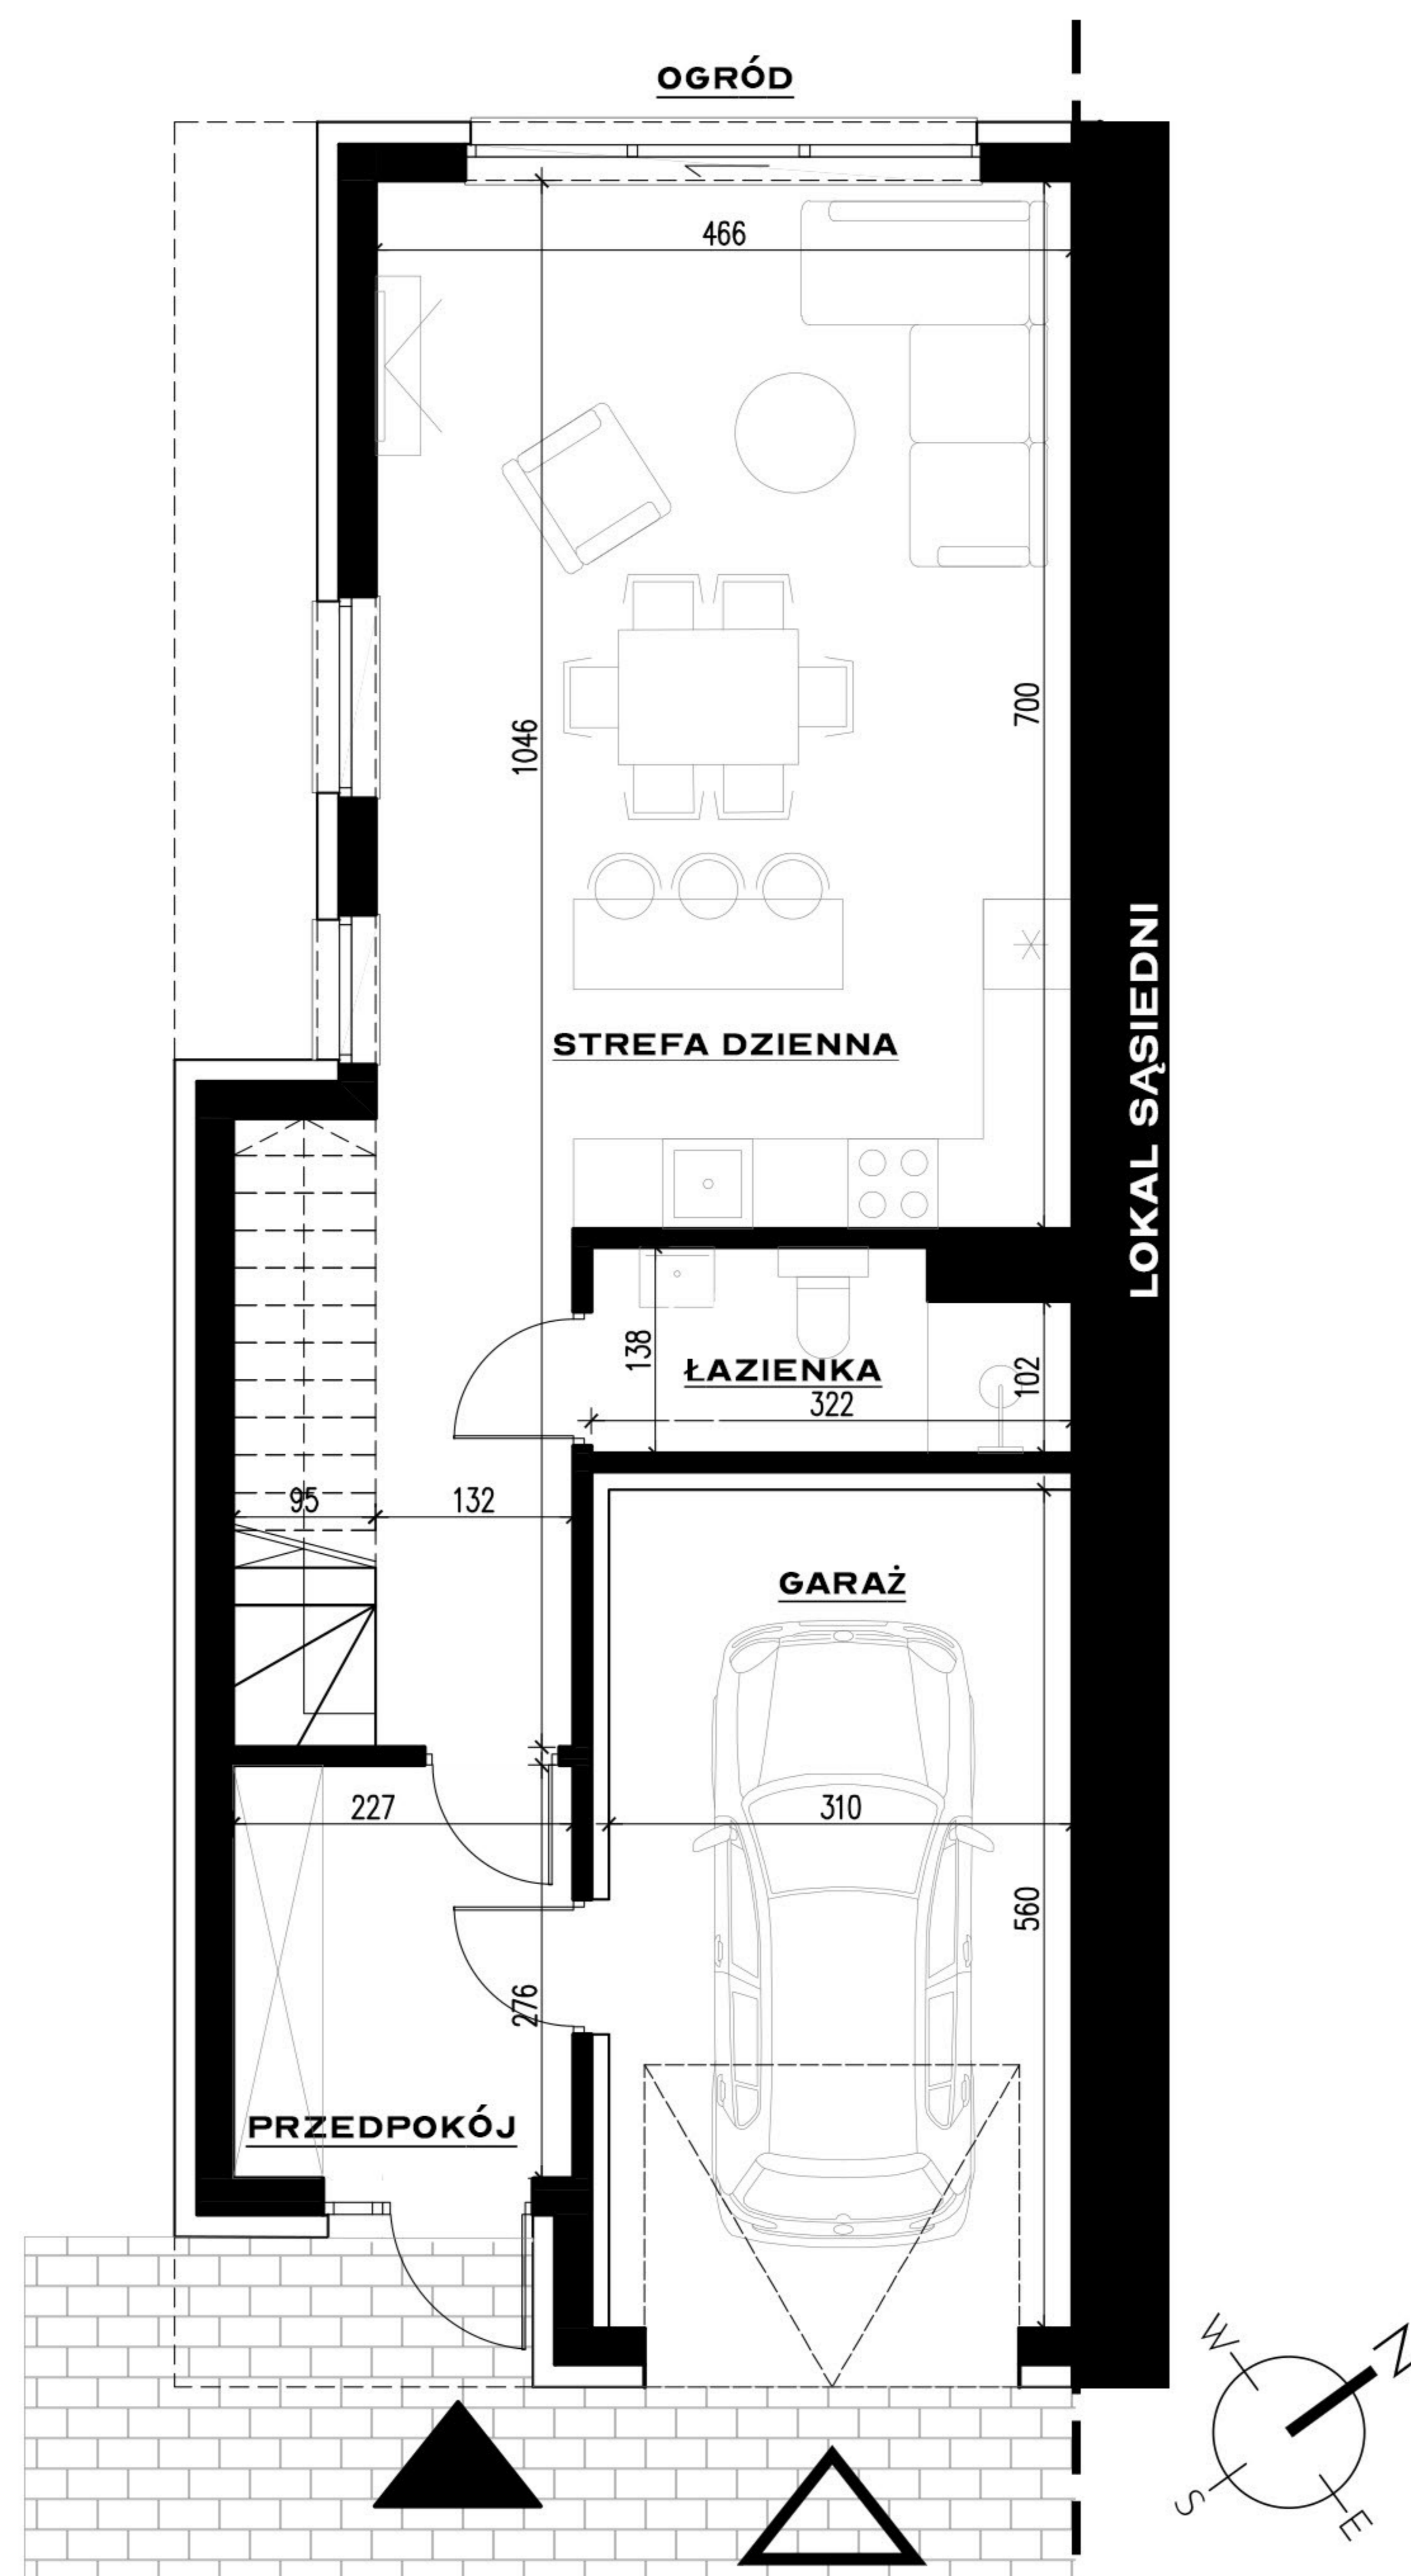 OGRÓD
466
1046
700
STREFA DZIENNA
LOKAL SĄSIEDNI
138
ŁAZIENKA
322
102
95
132
GARAŻ
227
310
560
276
PRZEDPOKÓJ
W
N
S
E